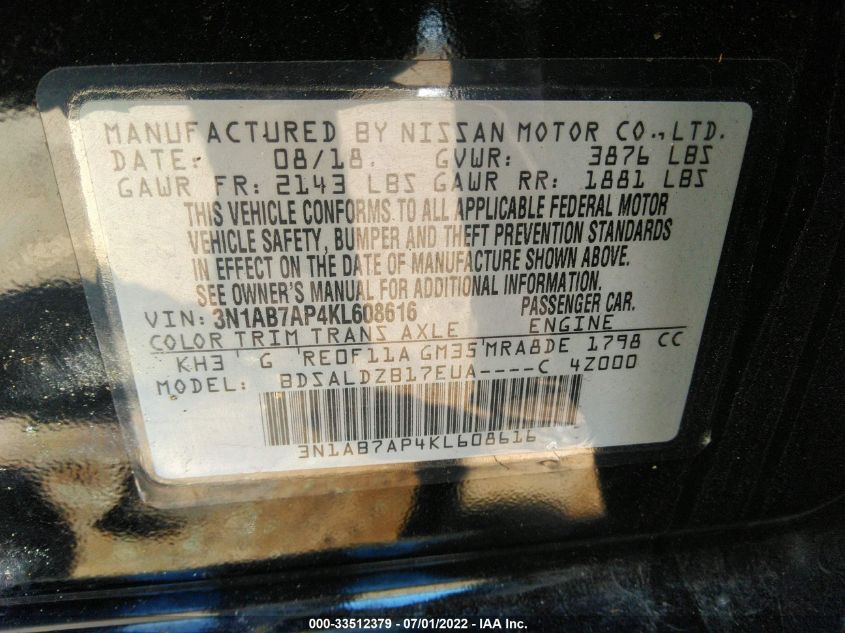 MANUFACTURED BY NISSAN MOTOR CO.,LTD.
DATE: 08/18. GVWR: 3876 LBS
GAWR FR: 2143 LBS GAWR RR: 1881 LBS
THIS VEHICLE CONFORMS TO ALL APPLICABLE FEDERAL MOTOR
VEHICLE SAFETY, BUMPER AND THEFT PREVENTION STANDARDS
IN EFFECT ON THE DATE OF MANUFACTURE SHOWN ABOVE.
SEE OWNER'S MANUAL FOR ADDITIONAL INFORMATION.
VIN: 3N1AB7AP4KL608616 PASSENGER CAR.
COLOR TRIM TRANS AXLE ENGINE
KH3 G RE0F11A GM35 MRA8DE 1798 CC
MODEL: BDSALDZB17EUA----C 4Z000
3N1AB7AP4KL608616
000-33512379 - 07/01/2022 - © IAA Inc.